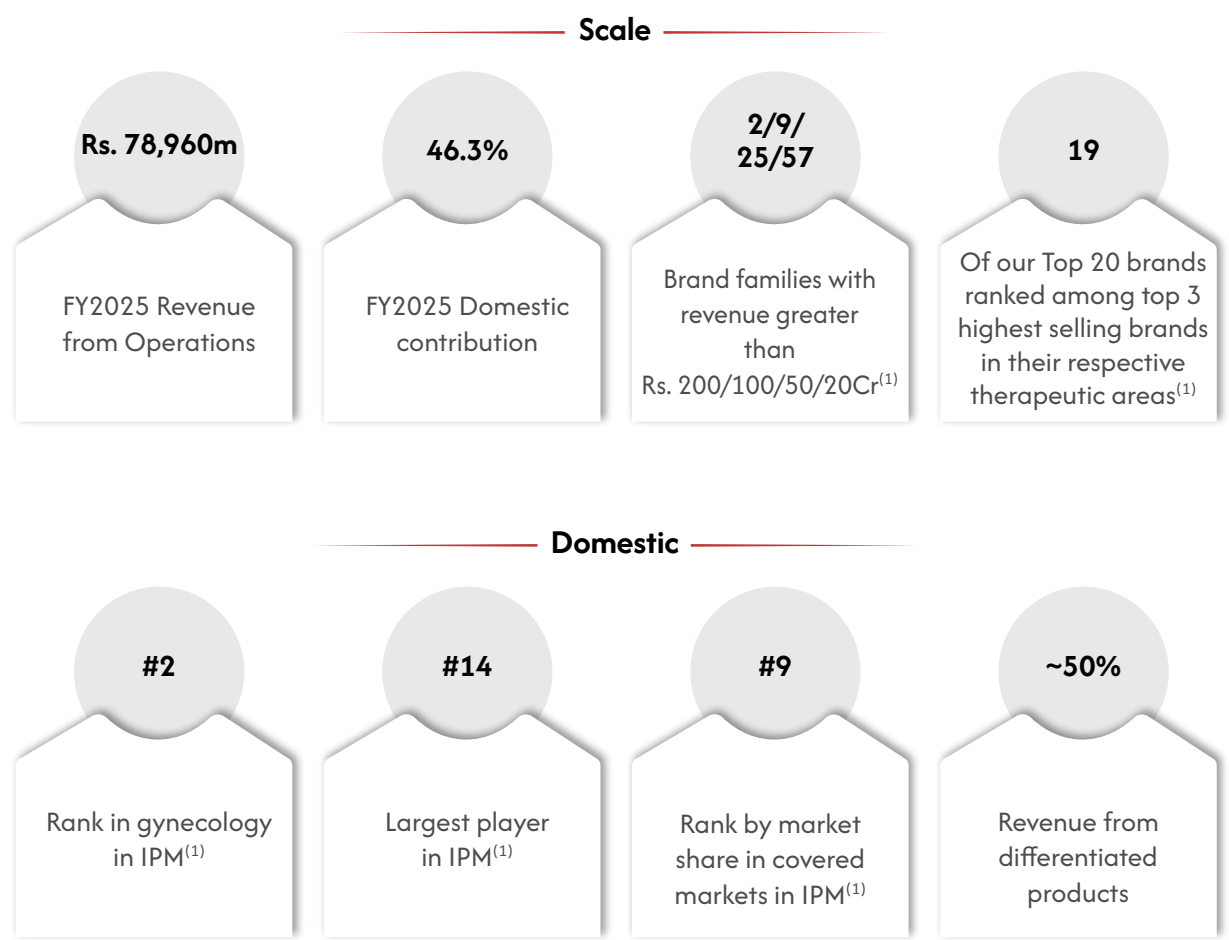 Scale
Rs. 78,960m
FY2025 Revenue
from Operations
46.3%
FY2025 Domestic
contribution
2/9/
25/57
Brand families with
revenue greater
than
Rs. 200/100/50/20Cr(1)
19
Of our Top 20 brands
ranked among top 3
highest selling brands
in their respective
therapeutic areas(1)
Domestic
#2
Rank in gynecology
in IPM(1)
#14
Largest player
in IPM(1)
#9
Rank by market
share in covered
markets in IPM(1)
~50%
Revenue from
differentiated
products